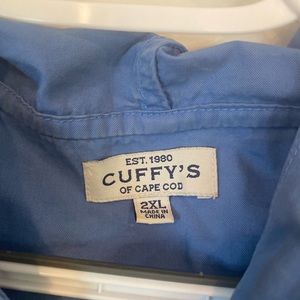 EST. 1980
CUFFY'S
OF CAPE COD
2XL
MADE IN
CHINA